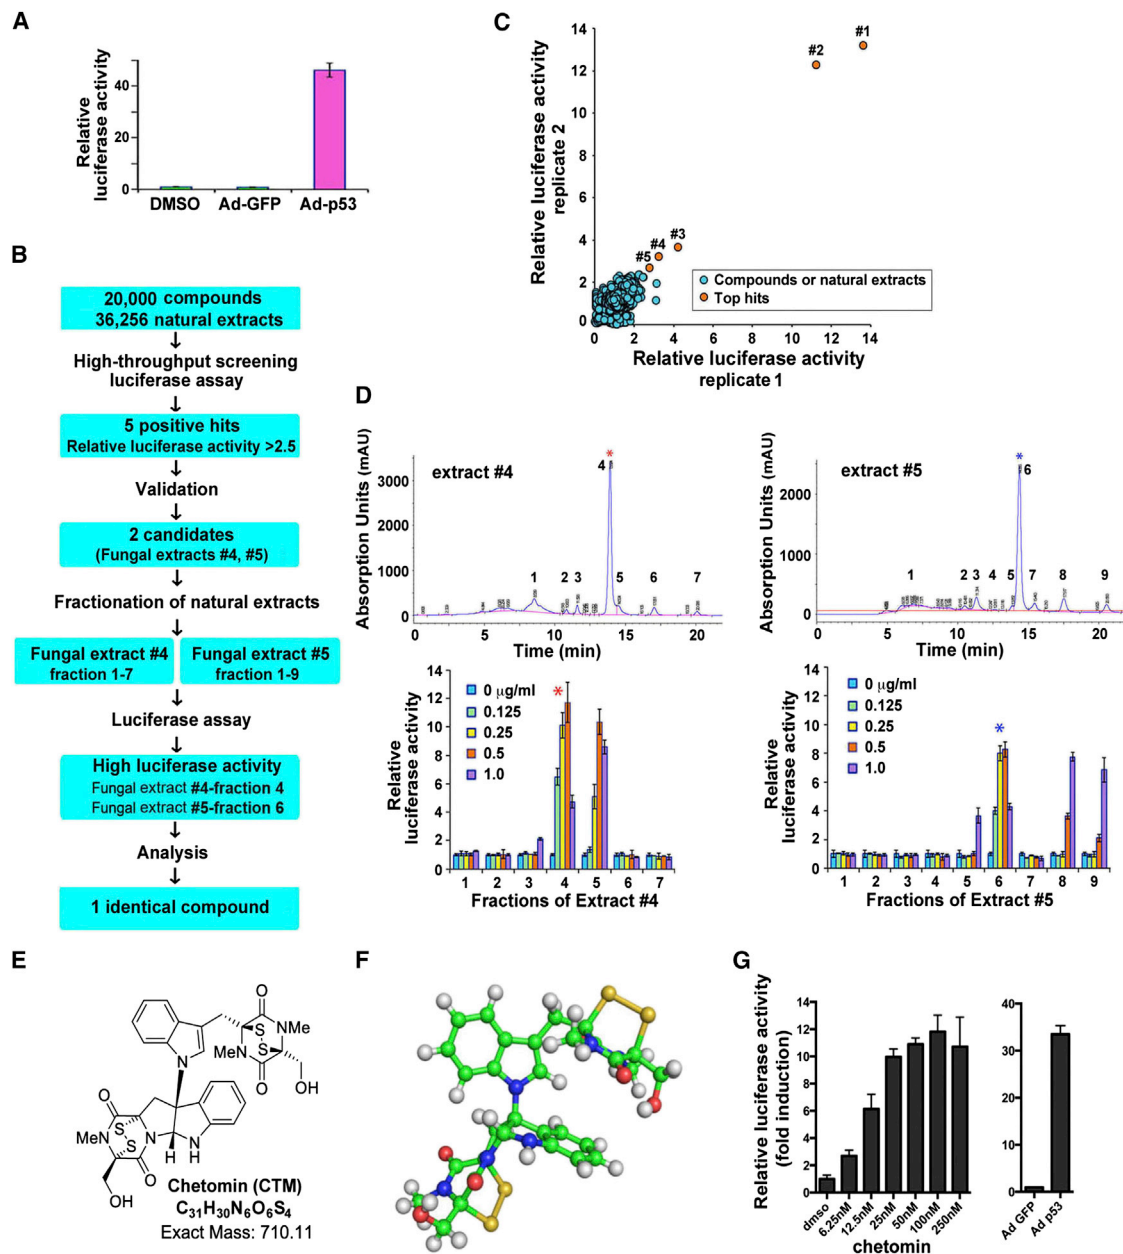 A
Relative
luciferase activity
40
20
0
DMSO Ad-GFP Ad-p53
B
20,000 compounds
36,256 natural extracts
High-throughput screening
luciferase assay
5 positive hits
Relative luciferase activity >2.5
Validation
2 candidates
(Fungal extracts #4, #5)
Fractionation of natural extracts
Fungal extract #4
fraction 1-7
Fungal extract #5
fraction 1-9
Luciferase assay
High luciferase activity
Fungal extract #4-fraction 4
Fungal extract #5-fraction 6
Analysis
1 identical compound
C
Relative luciferase activity
replicate 2
14
12
10
8
6
4
2
0
#1
#2
#3
#4
#5
Compounds or natural extracts
Top hits
0 2 4 6 8 10 12 14
Relative luciferase activity
replicate 1
D
Absorption Units (mAU)
extract #4
3000
2000
1000
0
* 
1 2 3 4 5 6 7
0 5 10 15 20
Time (min)
Absorption Units (mAU)
extract #5
2000
1000
0
*
1 2 3 4 5 6 7 8 9
0 5 10 15 20
Time (min)
Relative
luciferase activity
14
12
10
8
6
4
2
0
0 μg/ml
0.125
0.25
0.5
1.0
*
1 2 3 4 5 6 7
Fractions of Extract #4
Relative
luciferase activity
14
12
10
8
6
4
2
0
0 μg/ml
0.125
0.25
0.5
1.0
*
1 2 3 4 5 6 7 8 9
Fractions of Extract #5
E
O
S
NMe
S
MeN
N
O
OH
O
S
MeN
S
N
N
H
H
O
OH
Chetomin (CTM)
C₃₁H₃₀N₆O₆S₄
Exact Mass: 710.11
F
G
Relative luciferase activity
(fold induction)
14
12
10
8
6
4
2
0
dmso 6.25nM 12.5nM 25nM 50nM 100nM 250nM
chetomin
40
30
20
10
0
Ad GFP Ad p53